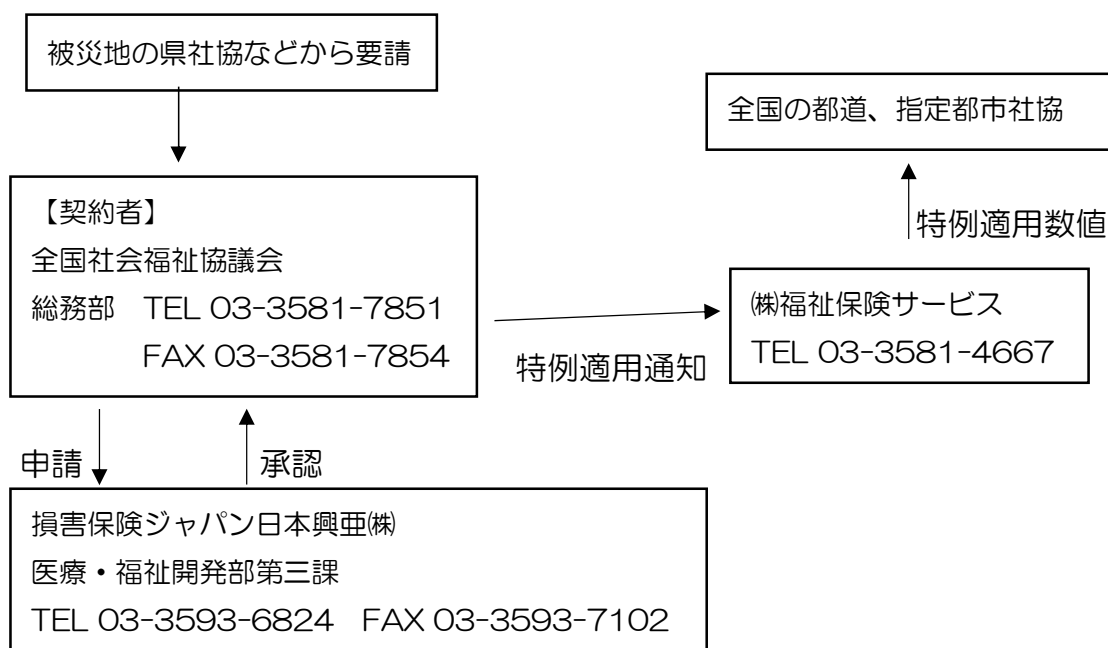 被災地の県社協などから要請
全国の都道、指定都市社協
【契約者】
全国社会福祉協議会
総務部　TEL 03-3581-7851
FAX 03-3581-7854
特例適用数値
㈱福祉保険サービス
TEL 03-3581-4667
特例適用通知
申請
承認
損害保険ジャパン日本興亜㈱
医療・福祉開発部第三課
TEL 03-3593-6824　FAX 03-3593-7102